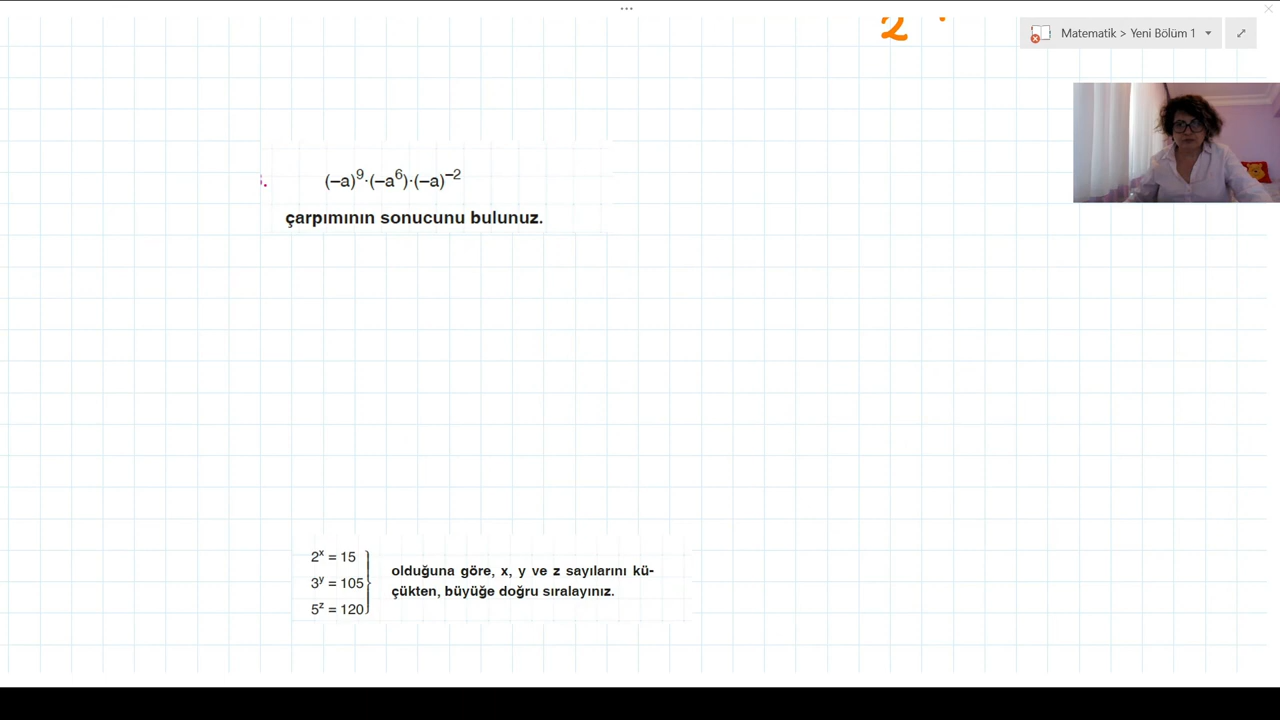 2
Matematik > Yeni Bölüm 1
(–a)⁹·(–a⁶)·(–a)⁻²
çarpımının sonucunu bulunuz.
2ˣ = 15
3ʸ = 105
5ᶻ = 120
olduğuna göre, x, y ve z sayılarını kü-
çükten, büyüğe doğru sıralayınız.